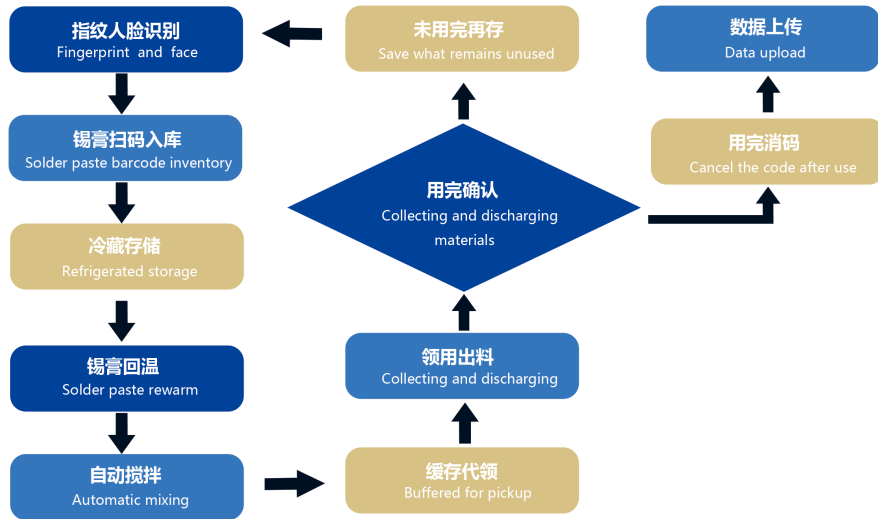 指纹人脸识别
Fingerprint and face
锡膏扫码入库
Solder paste barcode inventory
冷藏存储
Refrigerated storage
锡膏回温
Solder paste rewarm
自动搅拌
Automatic mixing
缓存代领
Buffered for pickup
领用出料
Collecting and discharging
用完确认
Collecting and discharging
materials
未用完再存
Save what remains unused
用完消码
Cancel the code after use
数据上传
Data upload